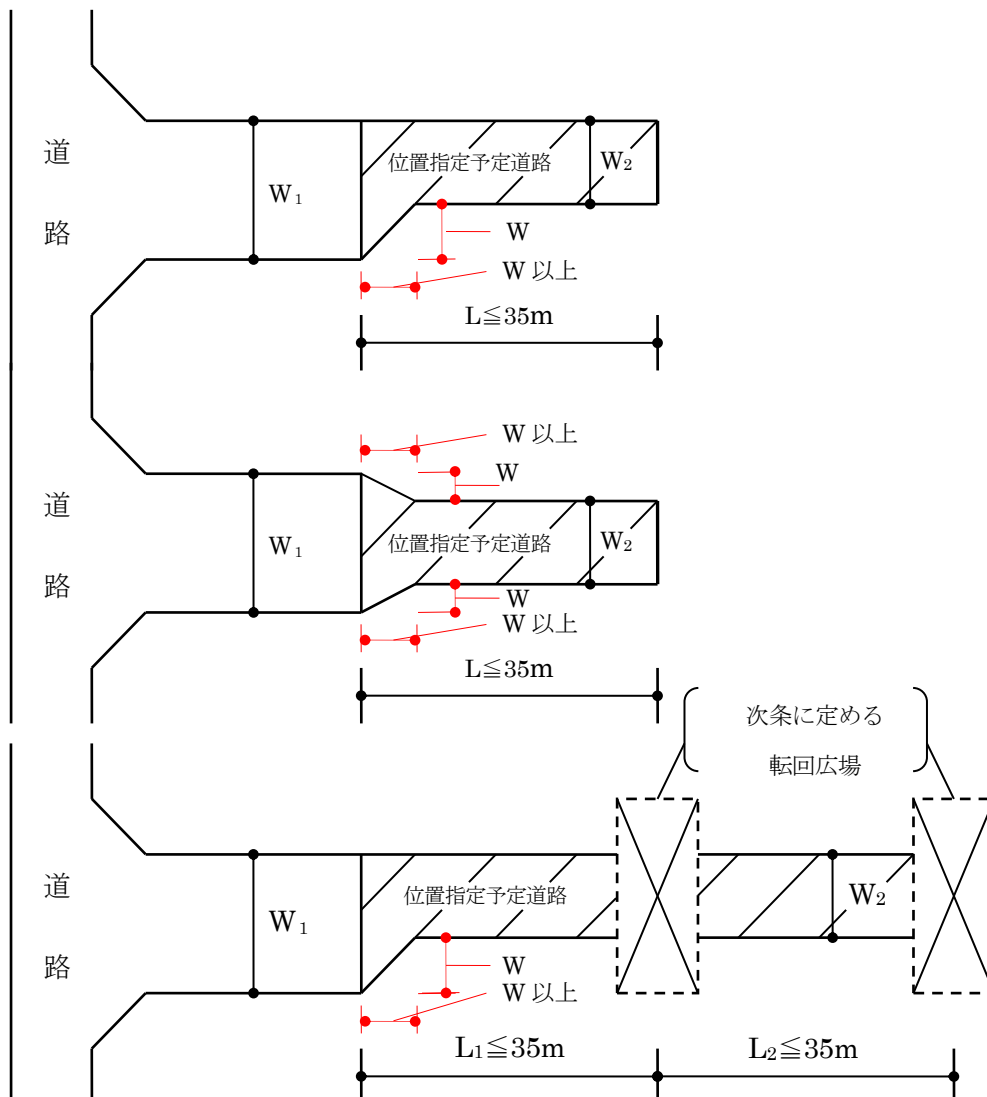 道
路
W₁
位置指定予定道路
W₂
W
W 以上
L≦35m
W 以上
W
道
路
W₁
位置指定予定道路
W₂
W
W 以上
L≦35m
次条に定める
転回広場
道
路
W₁
位置指定予定道路
W₂
W
W 以上
L₁≦35m
L₂≦35m